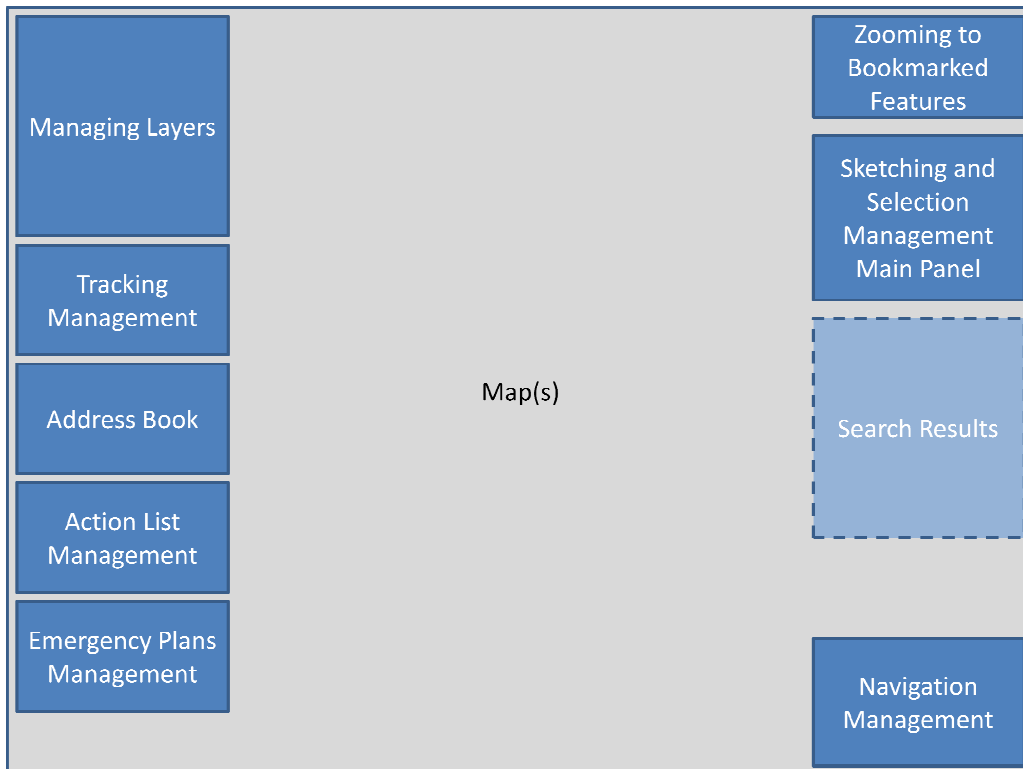 Managing Layers
Tracking
Management
Address Book
Action List
Management
Emergency Plans
Management
Map(s)
Zooming to
Bookmarked
Features
Sketching and
Selection
Management
Main Panel
Search Results
Navigation
Management